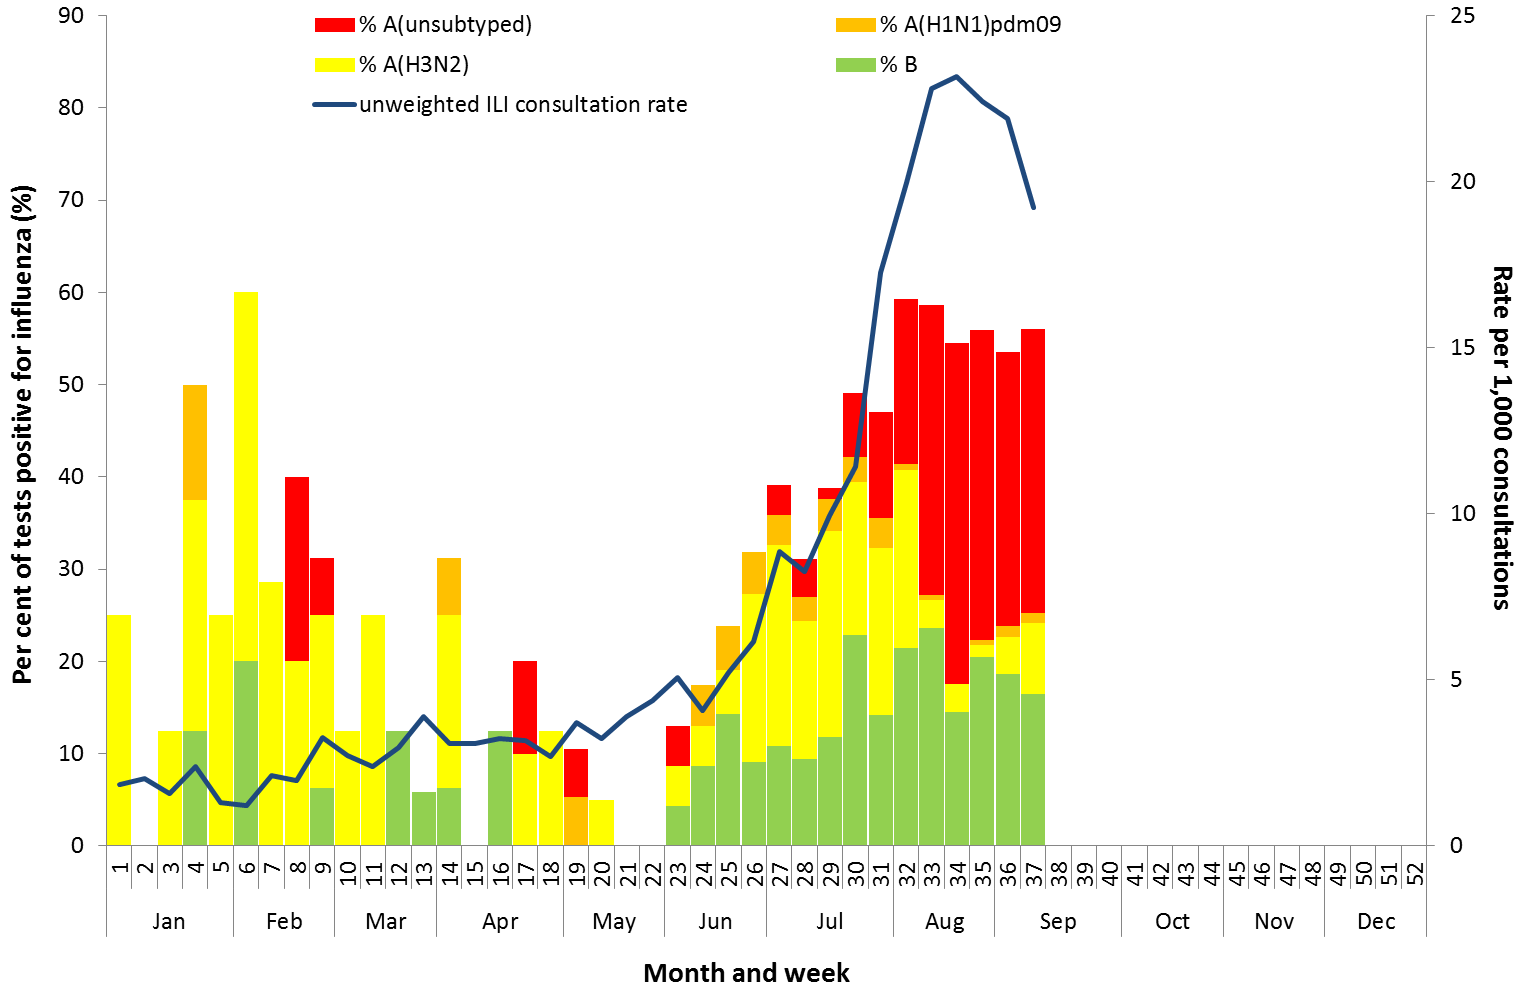 % A(unsubtyped)
% A(H1N1)pdm09
% A(H3N2)
% B
unweighted ILI consultation rate
Per cent of tests positive for influenza (%)
90
80
70
60
50
40
30
20
10
0
25
20
15
10
5
0
Rate per 1,000 consultations
1 2 3 4 5 6 7 8 9 10 11 12 13 14 15 16 17 18 19 20 21 22 23 24 25 26 27 28 29 30 31 32 33 34 35 36 37 38 39 40 41 42 43 44 45 46 47 48 49 50 51 52
Jan Feb Mar Apr May Jun Jul Aug Sep Oct Nov Dec
Month and week